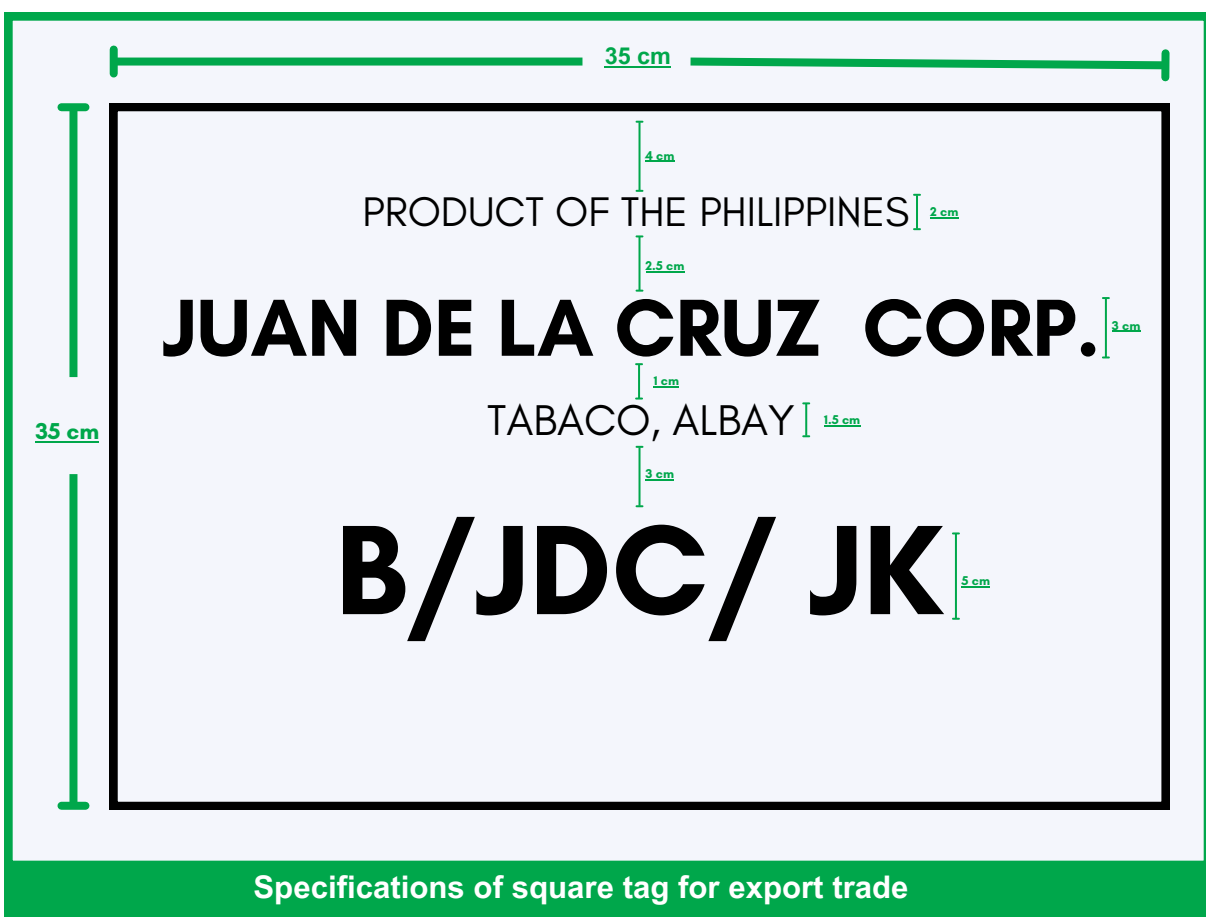 35 cm
4 cm
PRODUCT OF THE PHILIPPINES 2 cm
2.5 cm
JUAN DE LA CRUZ CORP. 3 cm
1 cm
TABACO, ALBAY 1.5 cm
35 cm
3 cm
B/JDC/ JK 5 cm
Specifications of square tag for export trade